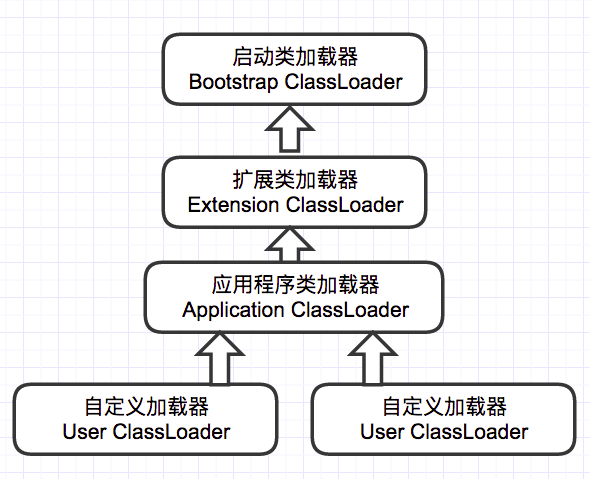 启动类加载器
Bootstrap ClassLoader
扩展类加载器
Extension ClassLoader
应用程序类加载器
Application ClassLoader
自定义加载器
User ClassLoader
自定义加载器
User ClassLoader